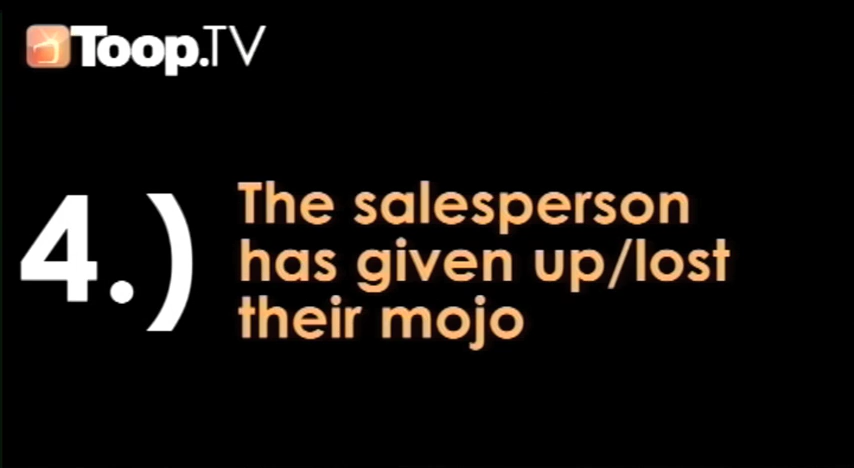 Toop.TV
4.)
The salesperson
has given up/lost
their mojo